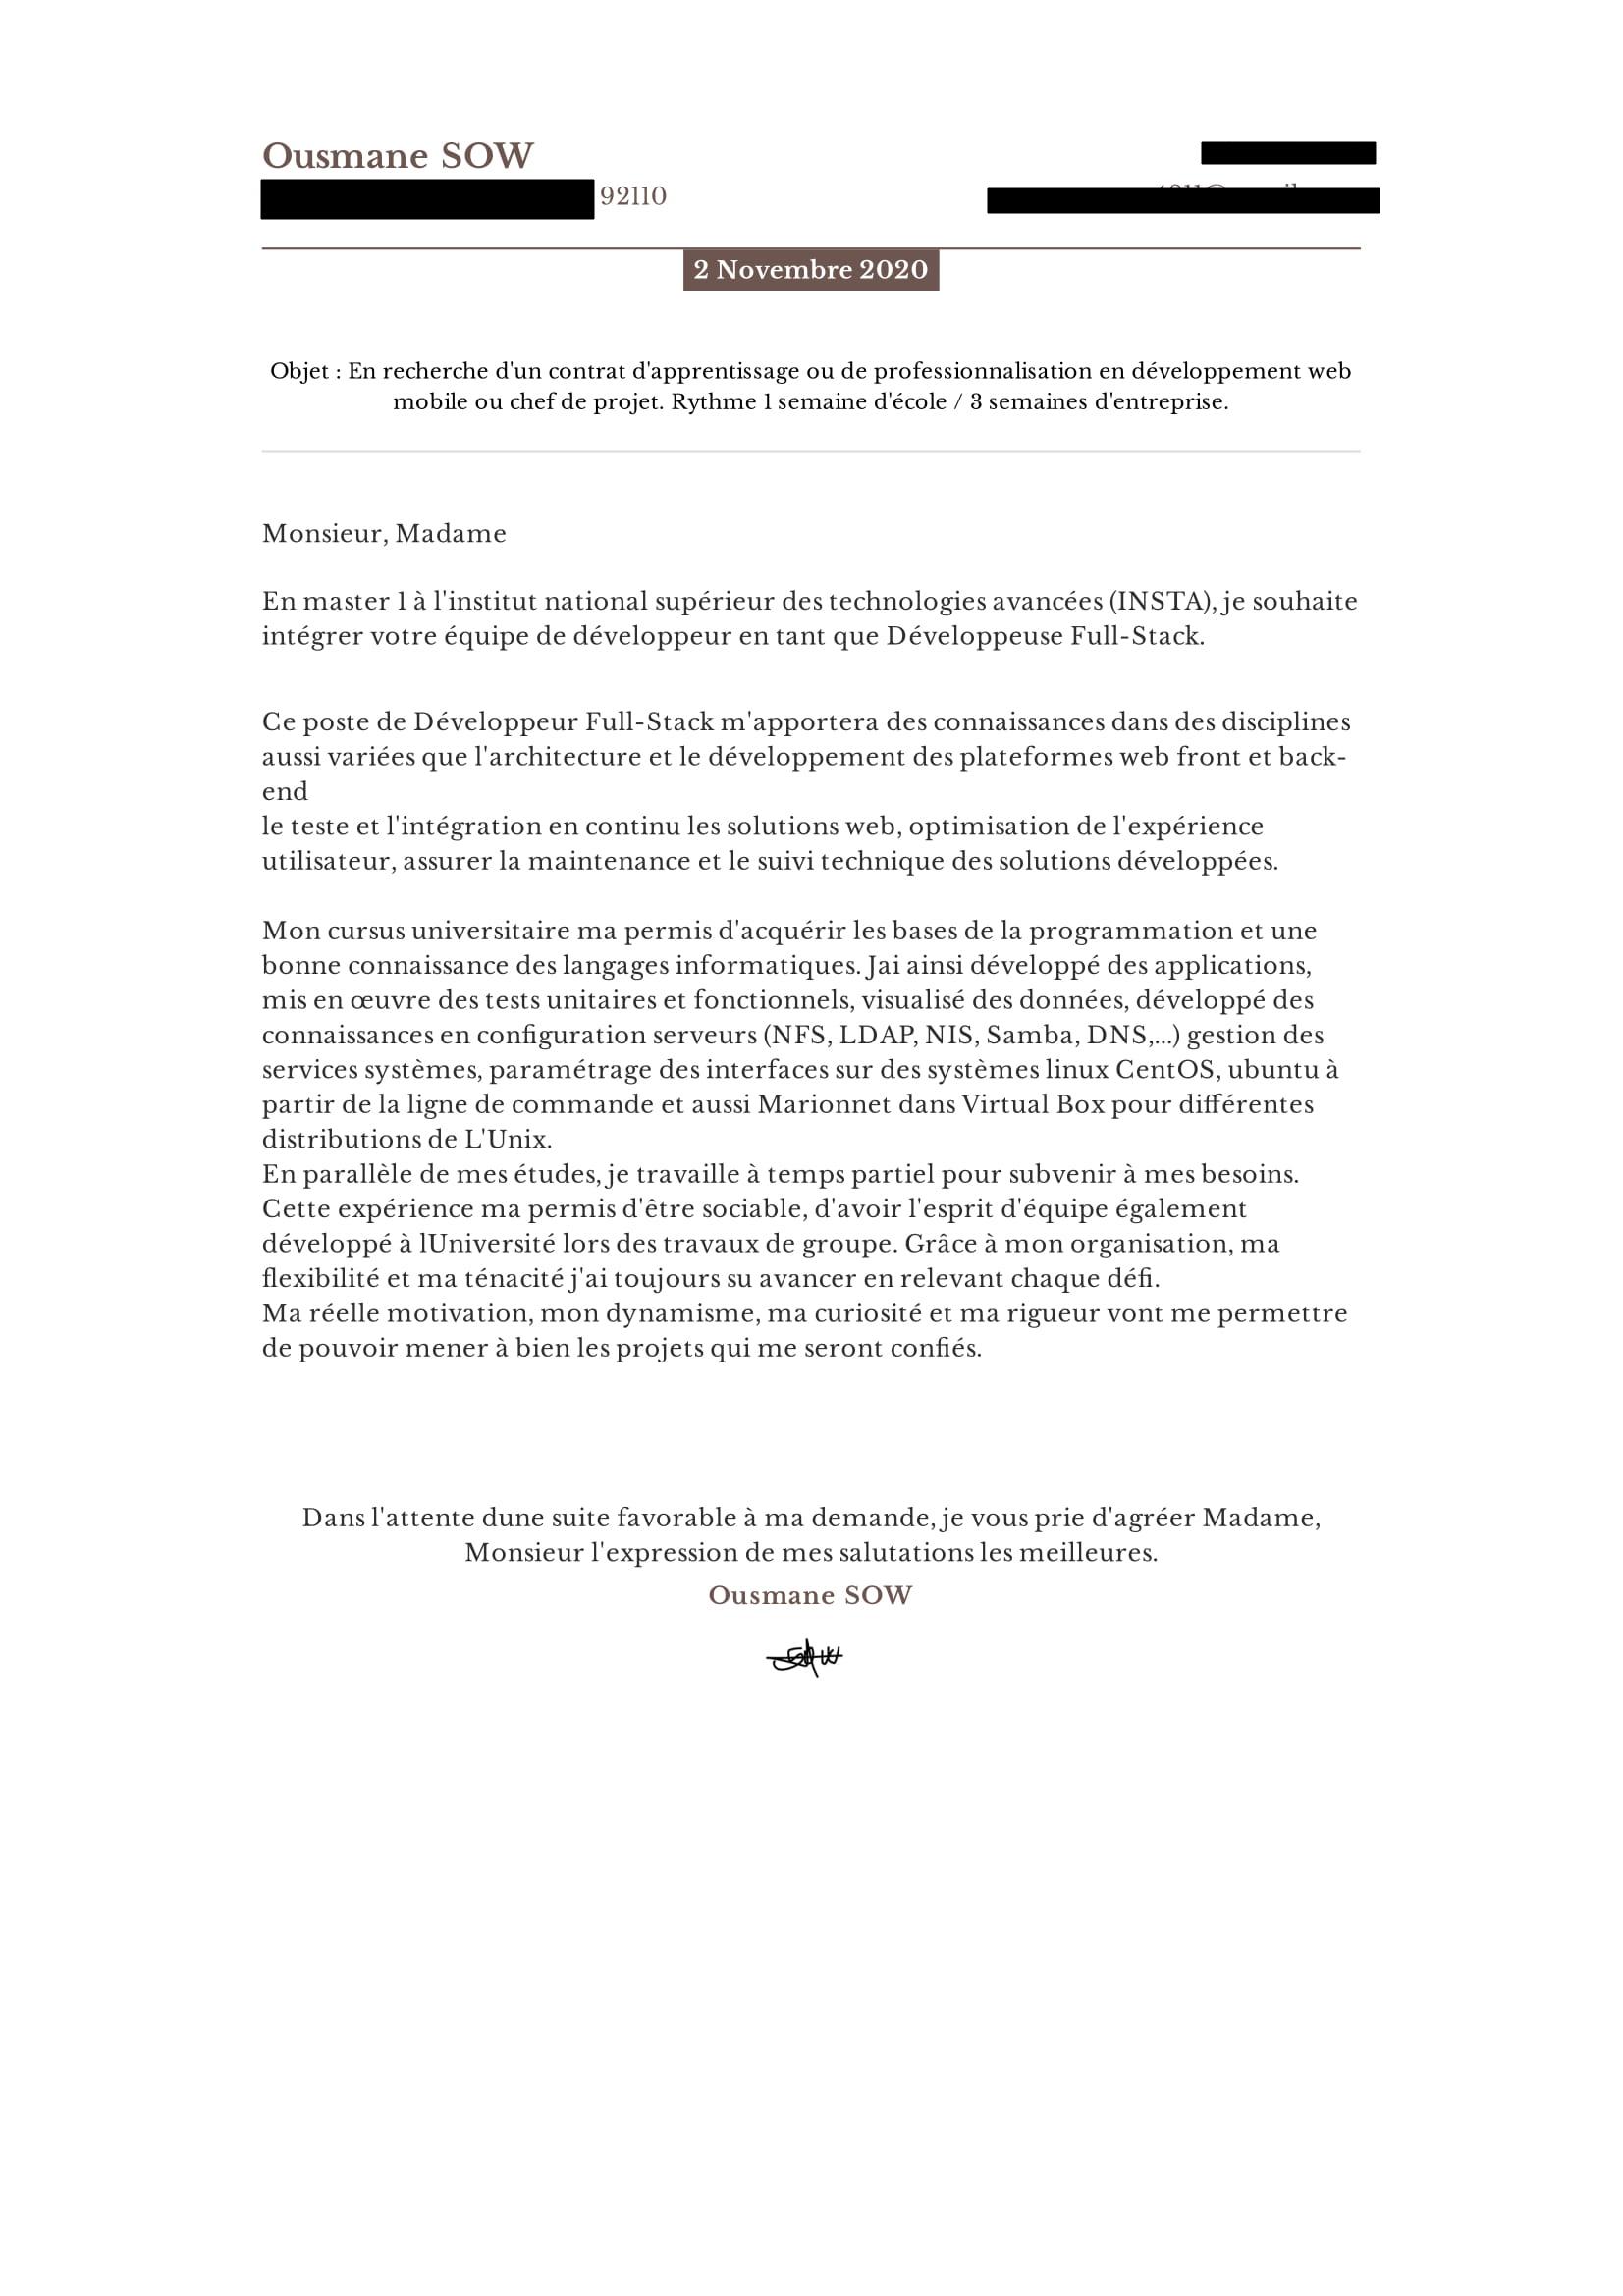 Ousmane SOW
92110
2 Novembre 2020
Objet : En recherche d'un contrat d'apprentissage ou de professionnalisation en développement web
mobile ou chef de projet. Rythme 1 semaine d'école / 3 semaines d'entreprise.
Monsieur, Madame
En master 1 à l'institut national supérieur des technologies avancées (INSTA), je souhaite
intégrer votre équipe de développeur en tant que Développeuse Full-Stack.
Ce poste de Développeur Full-Stack m'apportera des connaissances dans des disciplines
aussi variées que l'architecture et le développement des plateformes web front et back-
end
le teste et l'intégration en continu les solutions web, optimisation de l'expérience
utilisateur, assurer la maintenance et le suivi technique des solutions développées.
Mon cursus universitaire ma permis d'acquérir les bases de la programmation et une
bonne connaissance des langages informatiques. Jai ainsi développé des applications,
mis en œuvre des tests unitaires et fonctionnels, visualisé des données, développé des
connaissances en configuration serveurs (NFS, LDAP, NIS, Samba, DNS,...) gestion des
services systèmes, paramétrage des interfaces sur des systèmes linux CentOS, ubuntu à
partir de la ligne de commande et aussi Marionnet dans Virtual Box pour différentes
distributions de L'Unix.
En parallèle de mes études, je travaille à temps partiel pour subvenir à mes besoins.
Cette expérience ma permis d'être sociable, d'avoir l'esprit d'équipe également
développé à lUniversité lors des travaux de groupe. Grâce à mon organisation, ma
flexibilité et ma ténacité j'ai toujours su avancer en relevant chaque défi.
Ma réelle motivation, mon dynamisme, ma curiosité et ma rigueur vont me permettre
de pouvoir mener à bien les projets qui me seront confiés.
Dans l'attente dune suite favorable à ma demande, je vous prie d'agréer Madame,
Monsieur l'expression de mes salutations les meilleures.
Ousmane SOW